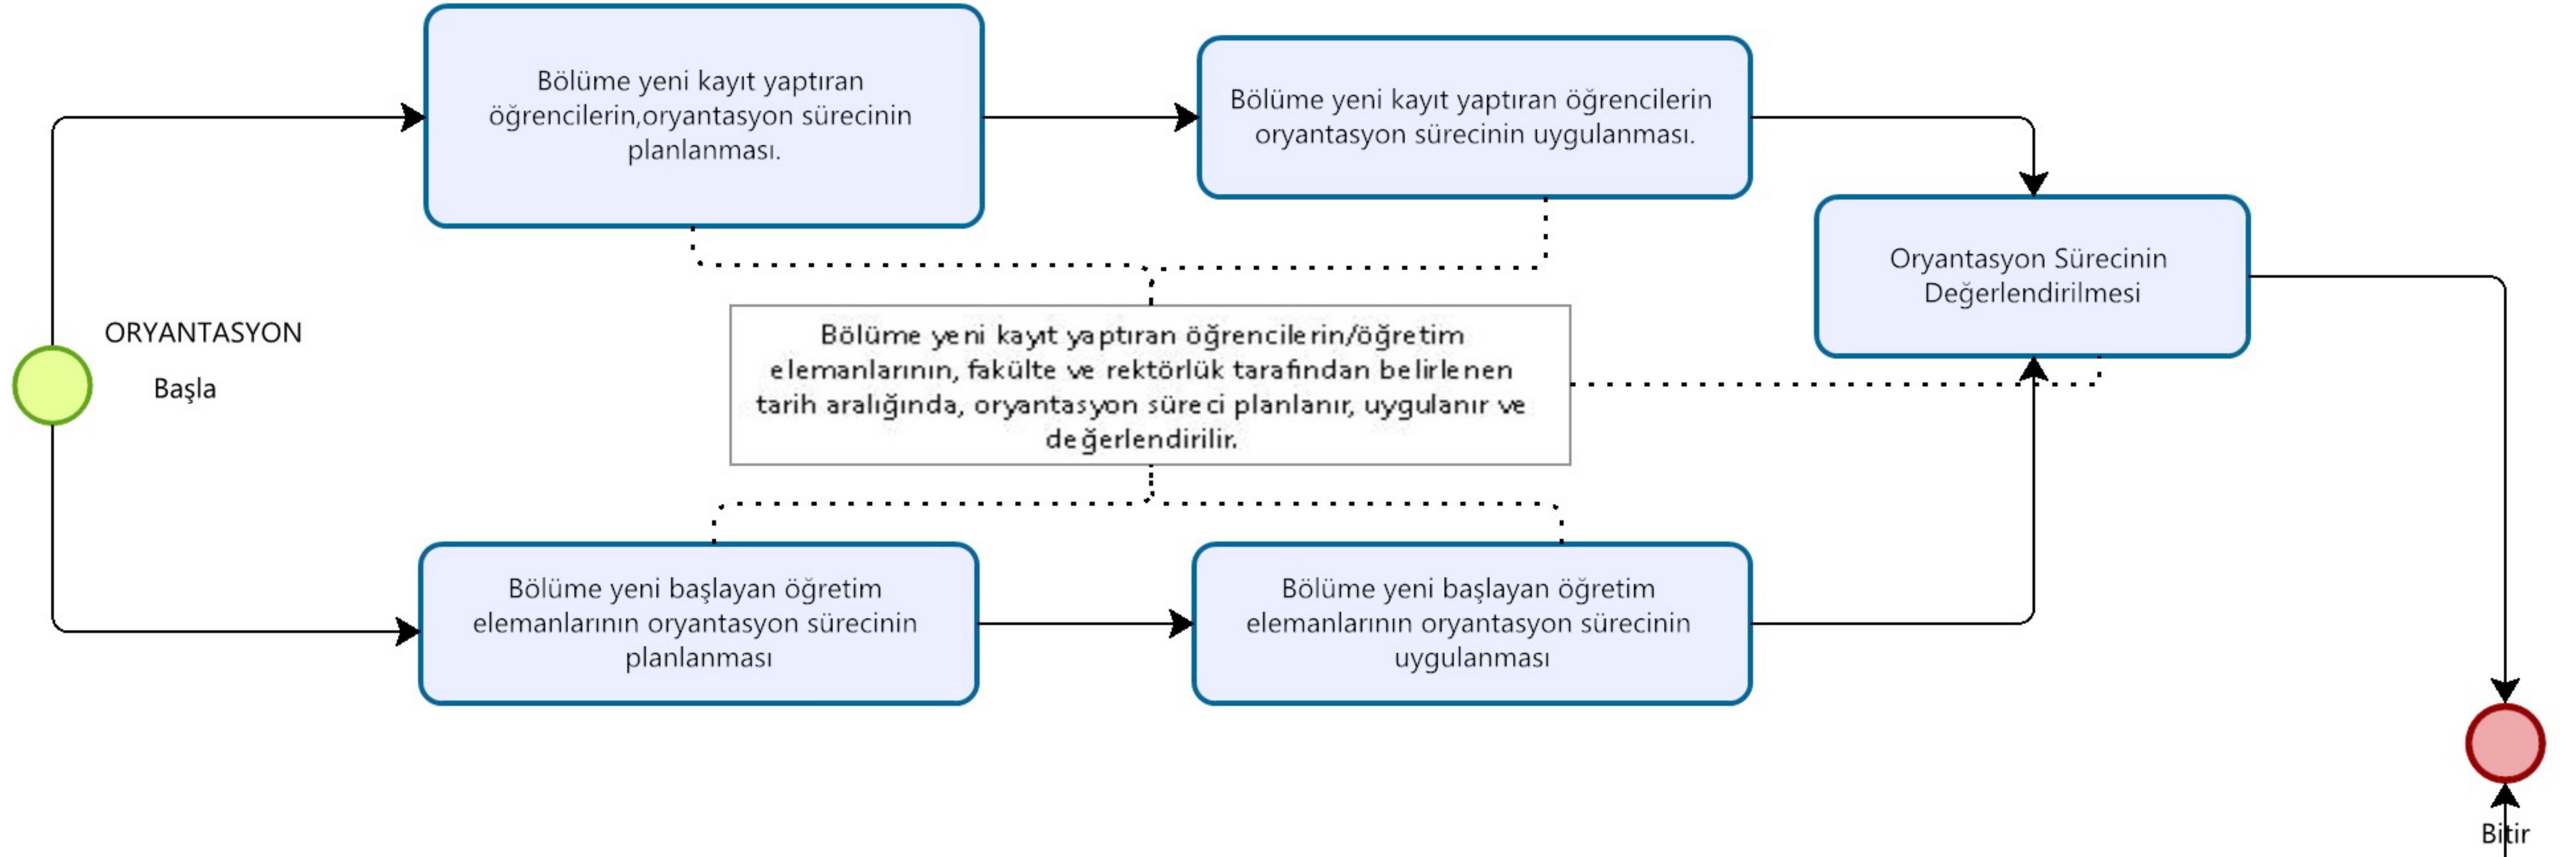 Bölüme yeni kayıt yaptıran
öğrencilerin,oryantasyon sürecinin
planlanması.
Bölüme yeni kayıt yaptıran öğrencilerin
oryantasyon sürecinin uygulanması.
Oryantasyon Sürecinin
Değerlendirilmesi
ORYANTASYON
Başla
Bölüme yeni kayıt yaptıran öğrencilerin/öğretim
elemanlarının, fakülte ve rektörlük tarafından belirlenen
tarih aralığında, oryantasyon süreci planlanır, uygulanır ve
değerlendirilir.
Bölüme yeni başlayan öğretim
elemanlarının oryantasyon sürecinin
planlanması
Bölüme yeni başlayan öğretim
elemanlarının oryantasyon sürecinin
uygulanması
Bitir